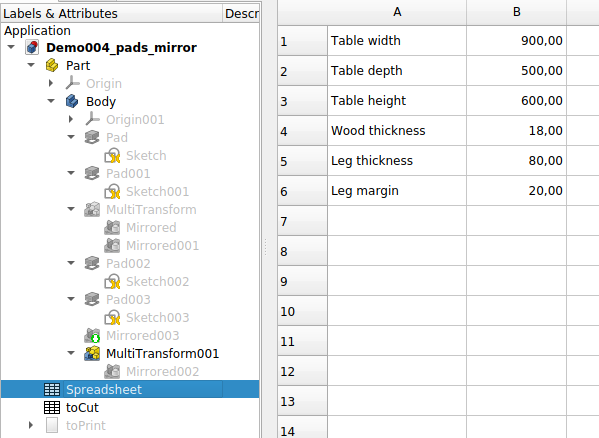 Labels & Attributes Descr
Application
Demo004_pads_mirror
Part
Origin
Body
Origin001
Pad
Sketch
Pad001
Sketch001
MultiTransform
Mirrored
Mirrored001
Pad002
Sketch002
Pad003
Sketch003
Mirrored003
MultiTransform001
Mirrored002
Spreadsheet
toCut
toPrint
A B
1 Table width 900,00
2 Table depth 500,00
3 Table height 600,00
4 Wood thickness 18,00
5 Leg thickness 80,00
6 Leg margin 20,00
7
8
9
10
11
12
13
14